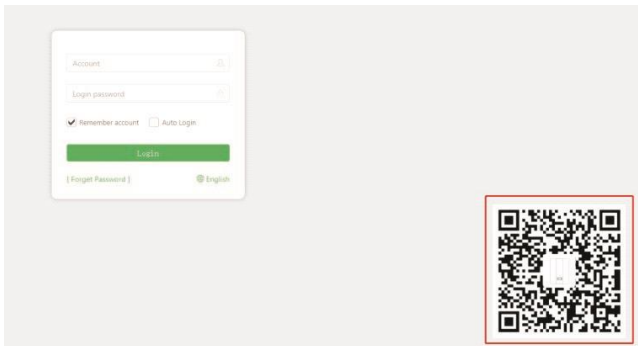 Account
Login password
Remember account Auto Login
Login
[ Forget Password ] English